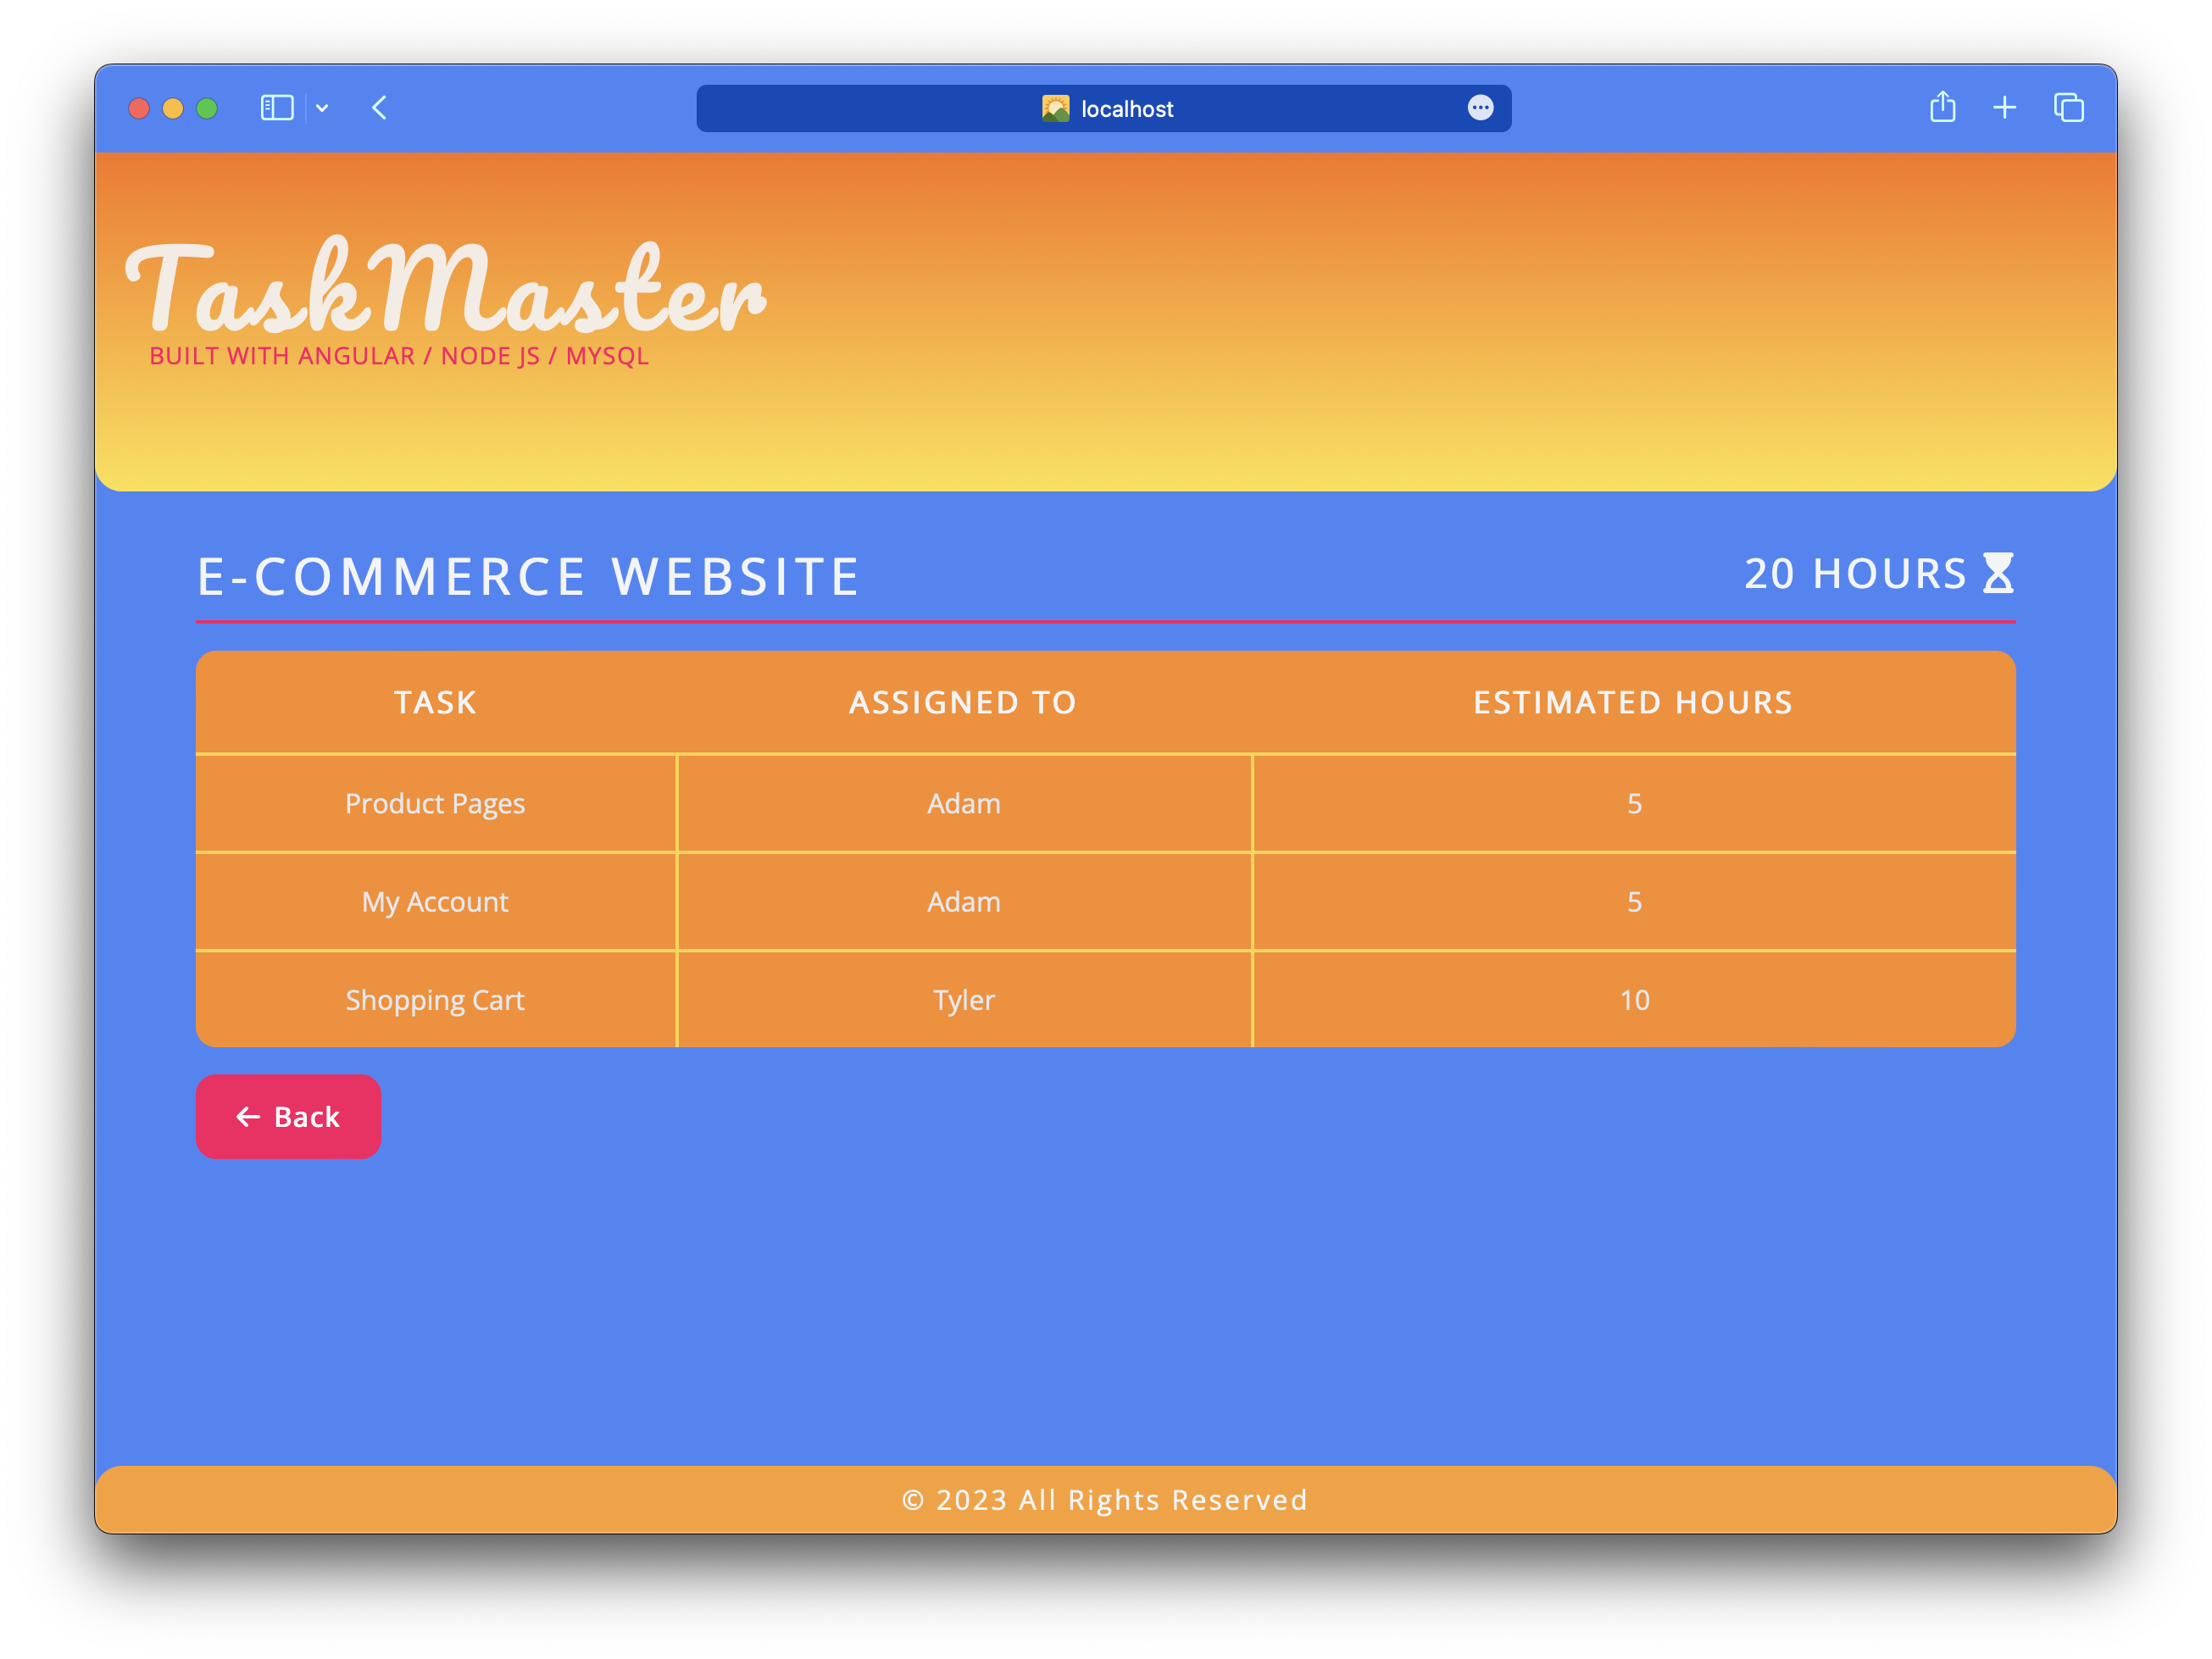 localhost
TaskMaster
BUILT WITH ANGULAR / NODE JS / MYSQL
E-COMMERCE WEBSITE
20 HOURS
TASK ASSIGNED TO ESTIMATED HOURS
Product Pages Adam 5
My Account Adam 5
Shopping Cart Tyler 10
Back
© 2023 All Rights Reserved